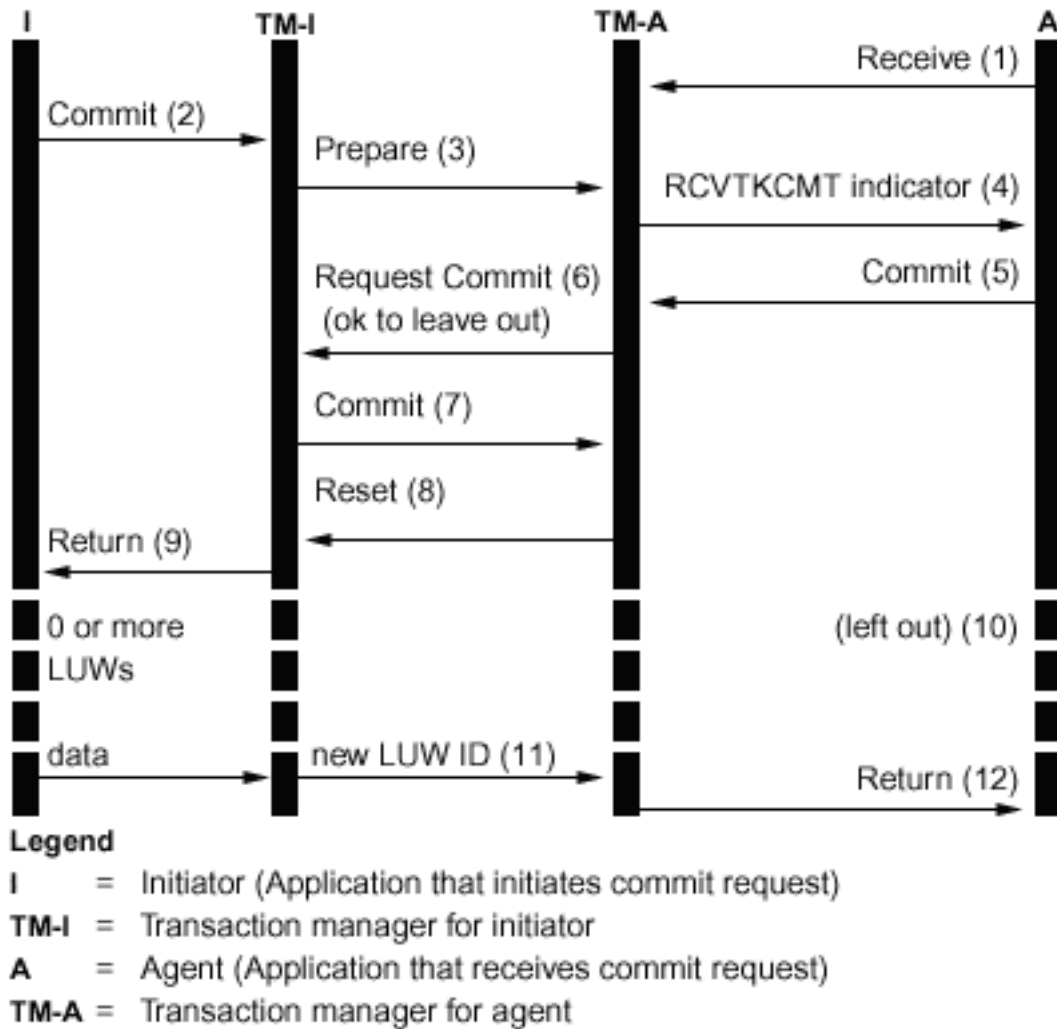 I TM-I TM-A A
Receive (1)
Commit (2)
Prepare (3)
RCVTKCMT indicator (4)
Commit (5)
Request Commit (6)
(ok to leave out)
Commit (7)
Reset (8)
Return (9)
0 or more
LUWs
(left out) (10)
data
new LUW ID (11)
Return (12)
Legend
I = Initiator (Application that initiates commit request)
TM-I = Transaction manager for initiator
A = Agent (Application that receives commit request)
TM-A = Transaction manager for agent